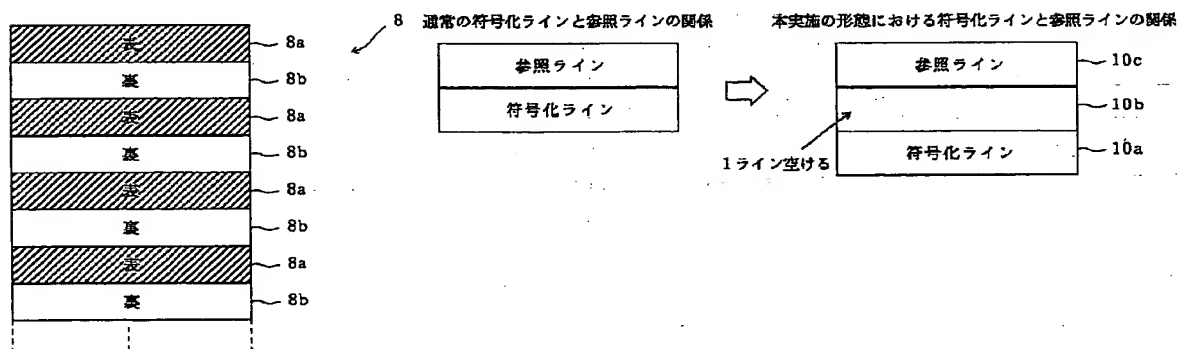 8
8a
裏
8b
8a
裏
8b
8a
裏
8b
8a
裏
8b
通常の符号化ラインと参照ラインの関係
参照ライン
符号化ライン
本実施の形態における符号化ラインと参照ラインの関係
参照ライン
10c
10b
1ライン空ける
符号化ライン
10a